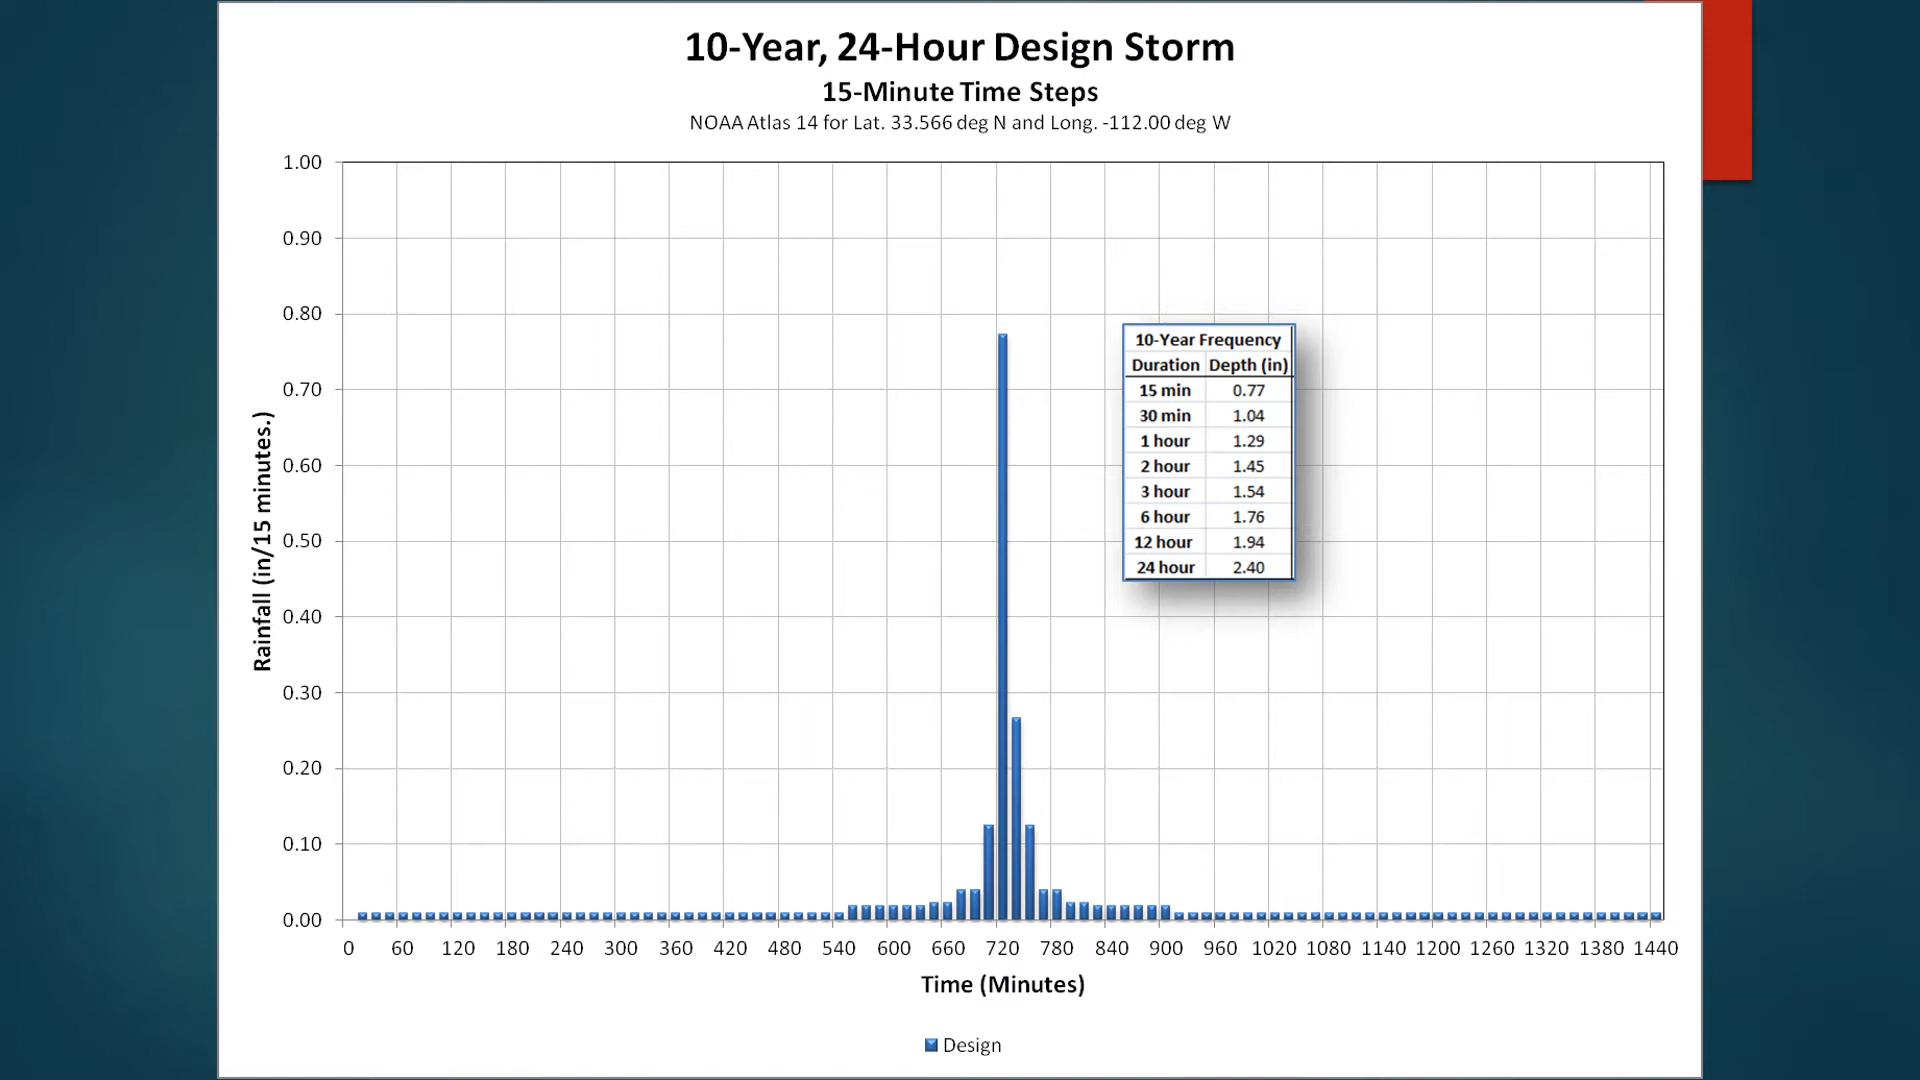 10-Year, 24-Hour Design Storm
15-Minute Time Steps
NOAA Atlas 14 for Lat. 33.566 deg N and Long. -112.00 deg W
Rainfall (in/15 minutes.)
1.00
0.90
0.80
0.70
0.60
0.50
0.40
0.30
0.20
0.10
0.00
10-Year Frequency
Duration Depth (in)
15 min 0.77
30 min 1.04
1 hour 1.29
2 hour 1.45
3 hour 1.54
6 hour 1.76
12 hour 1.94
24 hour 2.40
0 60 120 180 240 300 360 420 480 540 600 660 720 780 840 900 960 1020 1080 1140 1200 1260 1320 1380 1440
Time (Minutes)
Design